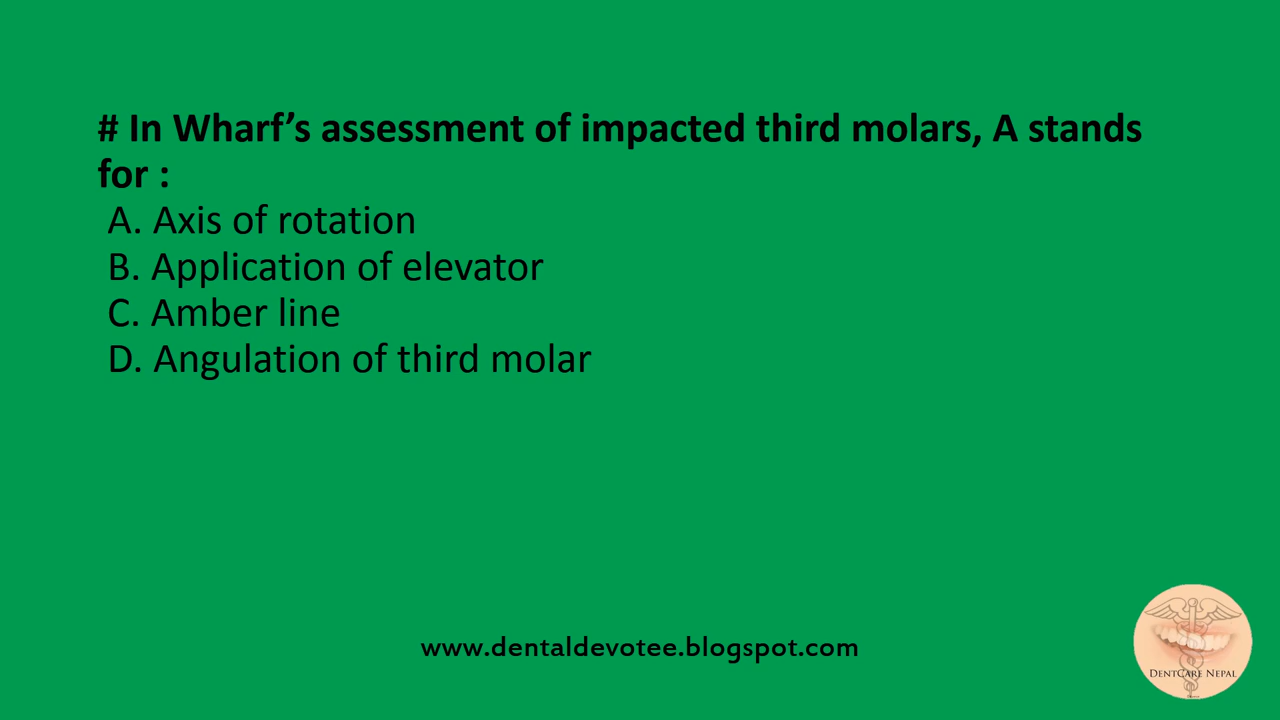 # In Wharf’s assessment of impacted third molars, A stands
for :
A. Axis of rotation
B. Application of elevator
C. Amber line
D. Angulation of third molar
www.dentaldevotee.blogspot.com
DentCare Nepal